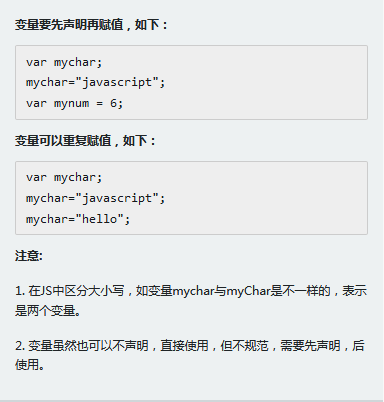 变量要先声明再赋值，如下：
var mychar;
mychar="javascript";
var mynum = 6;
变量可以重复赋值，如下：
var mychar;
mychar="javascript";
mychar="hello";
注意:
1. 在JS中区分大小写，如变量mychar与myChar是不一样的，表示
是两个变量。
2. 变量虽然也可以不声明，直接使用，但不规范，需要先声明，后
使用。